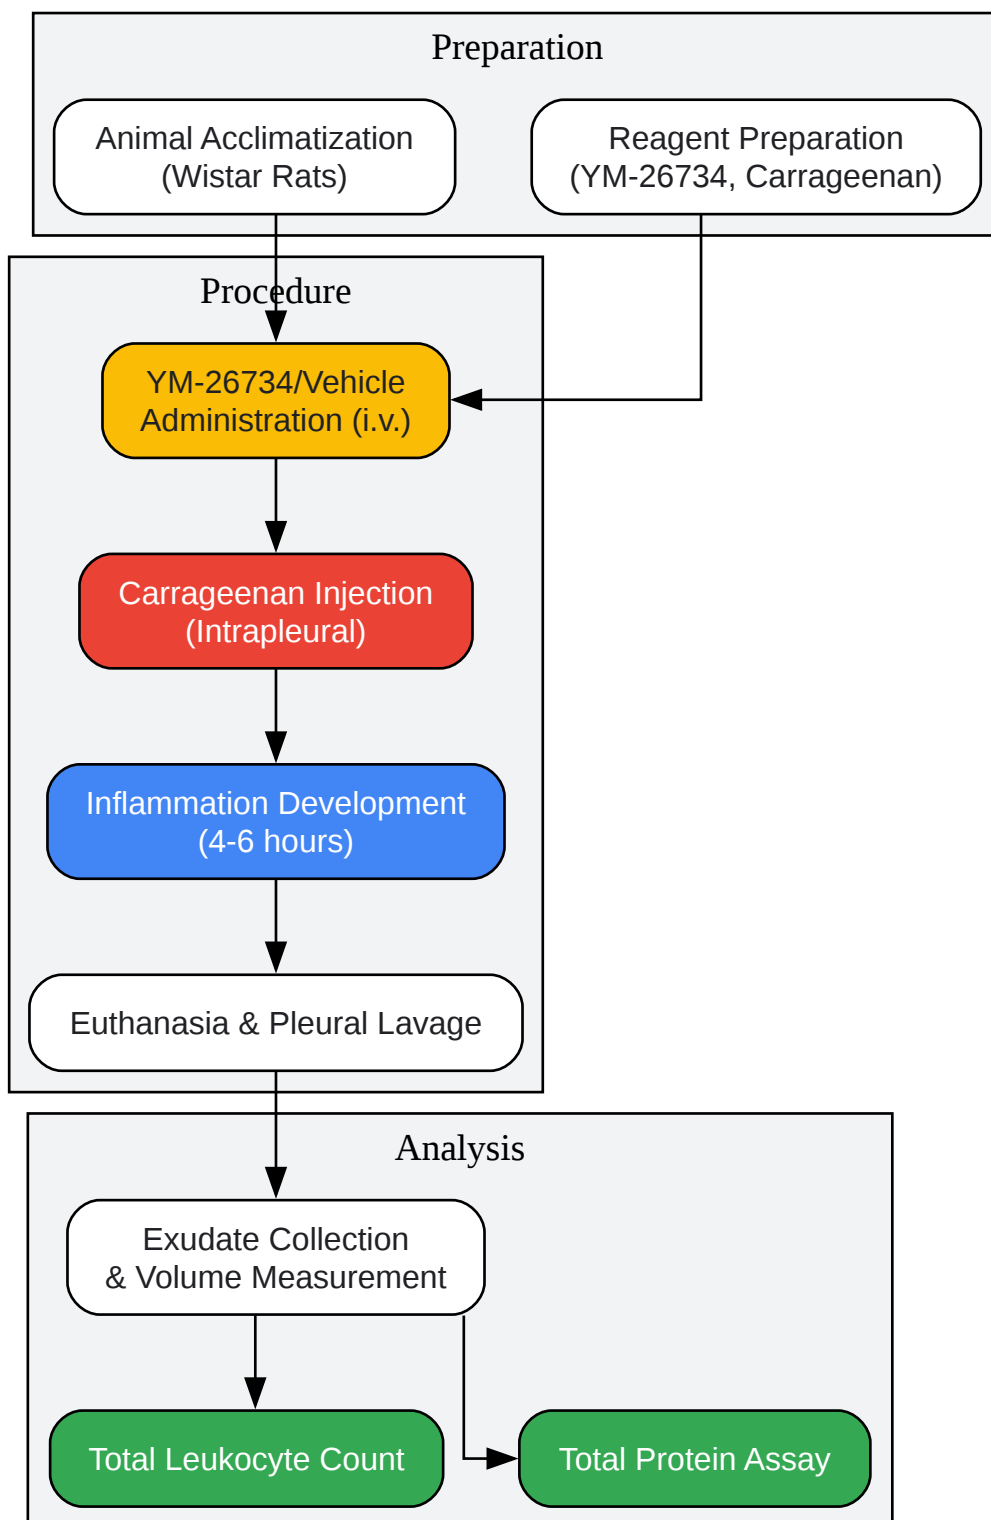 Preparation
Animal Acclimatization
(Wistar Rats)
Reagent Preparation
(YM-26734, Carrageenan)
Procedure
YM-26734/Vehicle
Administration (i.v.)
Carrageenan Injection
(Intrapleural)
Inflammation Development
(4-6 hours)
Euthanasia & Pleural Lavage
Analysis
Exudate Collection
& Volume Measurement
Total Leukocyte Count
Total Protein Assay